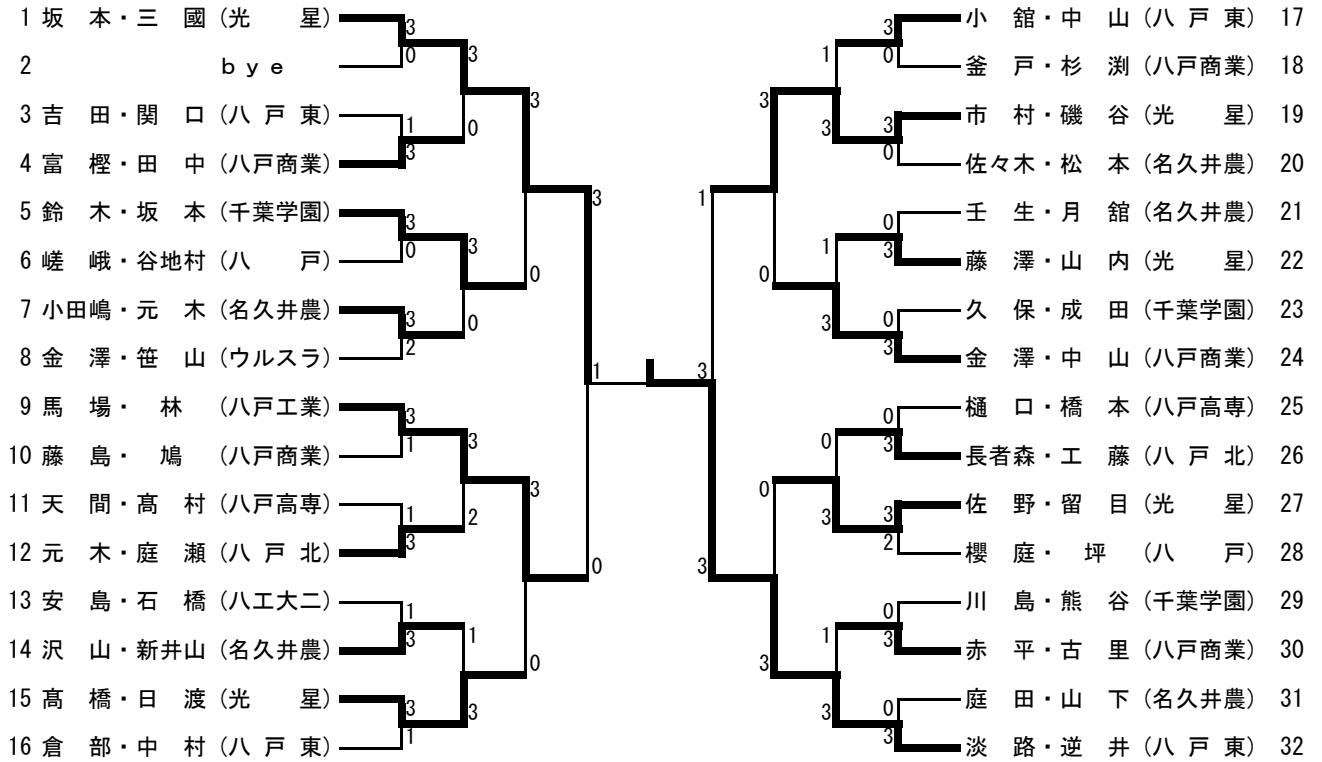 1 坂 本・三 國 (光 星)
3
0
2 bye
3
3 吉 田・関 口 (八 戸 東)
1
3
4 富 樫・田 中 (八戸商業)
0
3
5 鈴 木・坂 本 (千葉学園)
3
0
6 嵯 峨・谷地村 (八 戸)
3
7 小田嶋・元 木 (名久井農)
3
2
8 金 澤・笹 山 (ウルスラ)
0
0
3
9 馬 場・ 林 (八戸工業)
3
1
10 藤 島・ 鳩 (八戸商業)
3
11 天 間・髙 村 (八戸高専)
1
3
12 元 木・庭 瀬 (八 戸 北)
2
3
13 安 島・石 橋 (八工大二)
1
3
14 沢 山・新井山 (名久井農)
1
15 髙 橋・日 渡 (光 星)
3
1
16 倉 部・中 村 (八 戸 東)
3
0
0
1
3
小 舘・中 山 (八 戸 東) 17
3
0
釜 戸・杉 渕 (八戸商業) 18
1
市 村・磯 谷 (光 星) 19
3
0
佐々木・松 本 (名久井農) 20
3
3
壬 生・月 舘 (名久井農) 21
0
3
藤 澤・山 内 (光 星) 22
1
久 保・成 田 (千葉学園) 23
0
3
金 澤・中 山 (八戸商業) 24
3
0
1
樋 口・橋 本 (八戸高専) 25
0
3
長者森・工 藤 (八 戸 北) 26
0
佐 野・留 目 (光 星) 27
3
2
櫻 庭・ 坪 (八 戸) 28
3
0
川 島・熊 谷 (千葉学園) 29
0
3
赤 平・古 里 (八戸商業) 30
1
庭 田・山 下 (名久井農) 31
0
3
淡 路・逆 井 (八 戸 東) 32
3
3
3